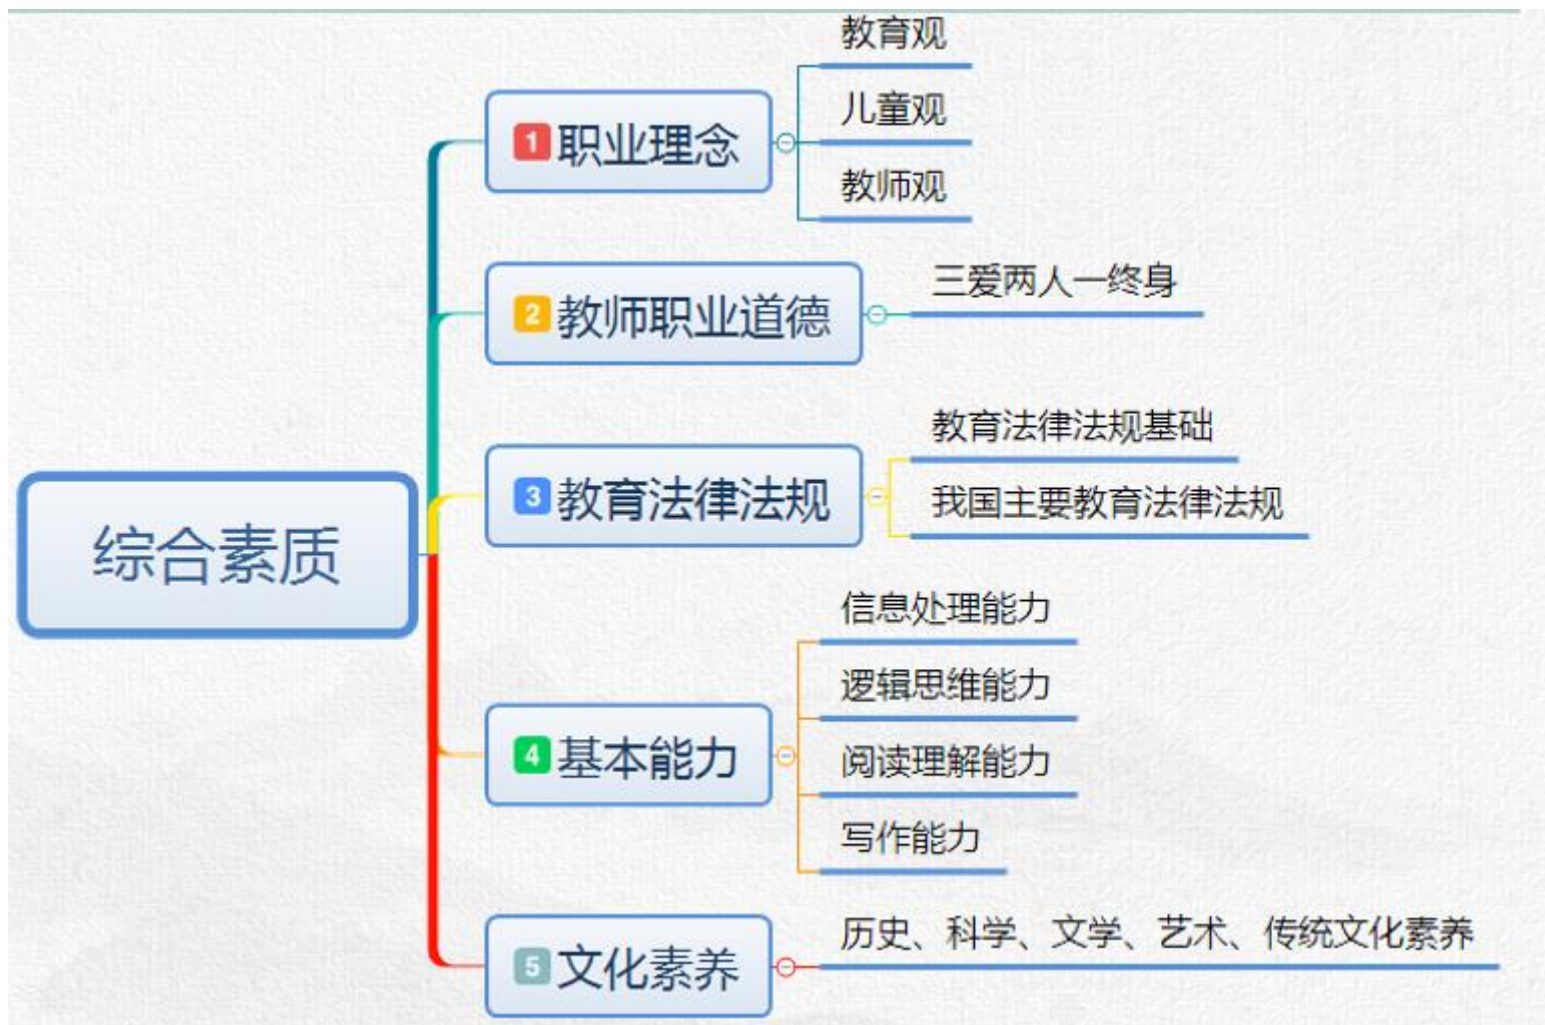 综合素质
1 职业理念
教育观
儿童观
教师观
2 教师职业道德
三爱两人一终身
3 教育法律法规
教育法律法规基础
我国主要教育法律法规
4 基本能力
信息处理能力
逻辑思维能力
阅读理解能力
写作能力
5 文化素养
历史、科学、文学、艺术、传统文化素养